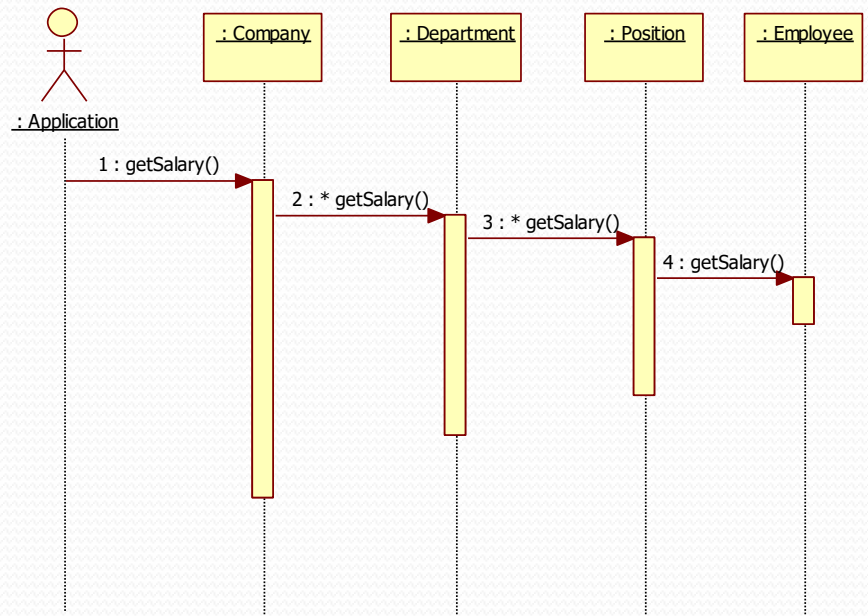 : Company
: Department
: Position
: Employee
: Application
1 : getSalary()
2 : * getSalary()
3 : * getSalary()
4 : getSalary()